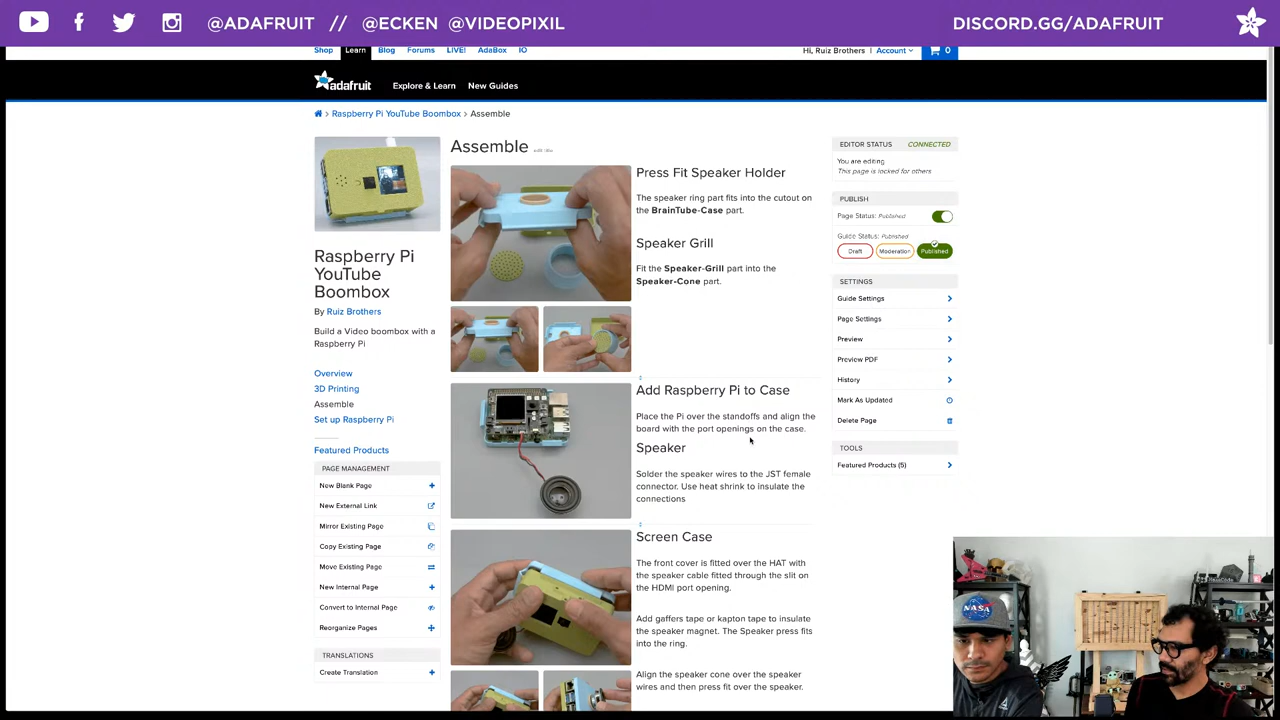 @ADAFRUIT // @ECKEN @VIDEOPIXIL
DISCORD.GG/ADAFRUIT
Shop Learn Blog Forums LIVE! AdaBox IO
Hi, Ruiz Brothers | Account 0
adafruit Explore & Learn New Guides
Raspberry Pi YouTube Boombox > Assemble
Raspberry Pi
YouTube
Boombox
By Ruiz Brothers
Build a Video boombox with a
Raspberry Pi
Overview
3D Printing
Assemble
Set up Raspberry Pi
Featured Products
PAGE MANAGEMENT
New Blank Page
New External Link
Mirror Existing Page
Copy Existing Page
Move Existing Page
New Internal Page
Convert to Internal Page
Reorganize Pages
TRANSLATIONS
Create Translation
Assemble
Press Fit Speaker Holder
The speaker ring part fits into the cutout on
the BrainTube-Case part.
Speaker Grill
Fit the Speaker-Grill part into the
Speaker-Cone part.
Add Raspberry Pi to Case
Place the Pi over the standoffs and align the
board with the port openings on the case.
Speaker
Solder the speaker wires to the JST female
connector. Use heat shrink to insulate the
connections
Screen Case
The front cover is fitted over the HAT with
the speaker cable fitted through the slit on
the HDMI port opening.
Add gaffers tape or kapton tape to insulate
the speaker magnet. The Speaker press fits
into the ring.
Align the speaker cone over the speaker
wires and then press fit over the speaker.
EDITOR STATUS CONNECTED
You are editing
This page is locked for others
PUBLISH
Page Status: Published
Guide Status: Published
Draft Moderation Published
SETTINGS
Guide Settings
Page Settings
Preview
Preview PDF
History
Mark As Updated
Delete Page
TOOLS
Featured Products (5)
NASA